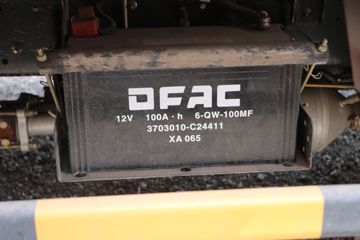 DFAC
12V 100A·h 6-QW-100MF
3703010-C24411
XA 065